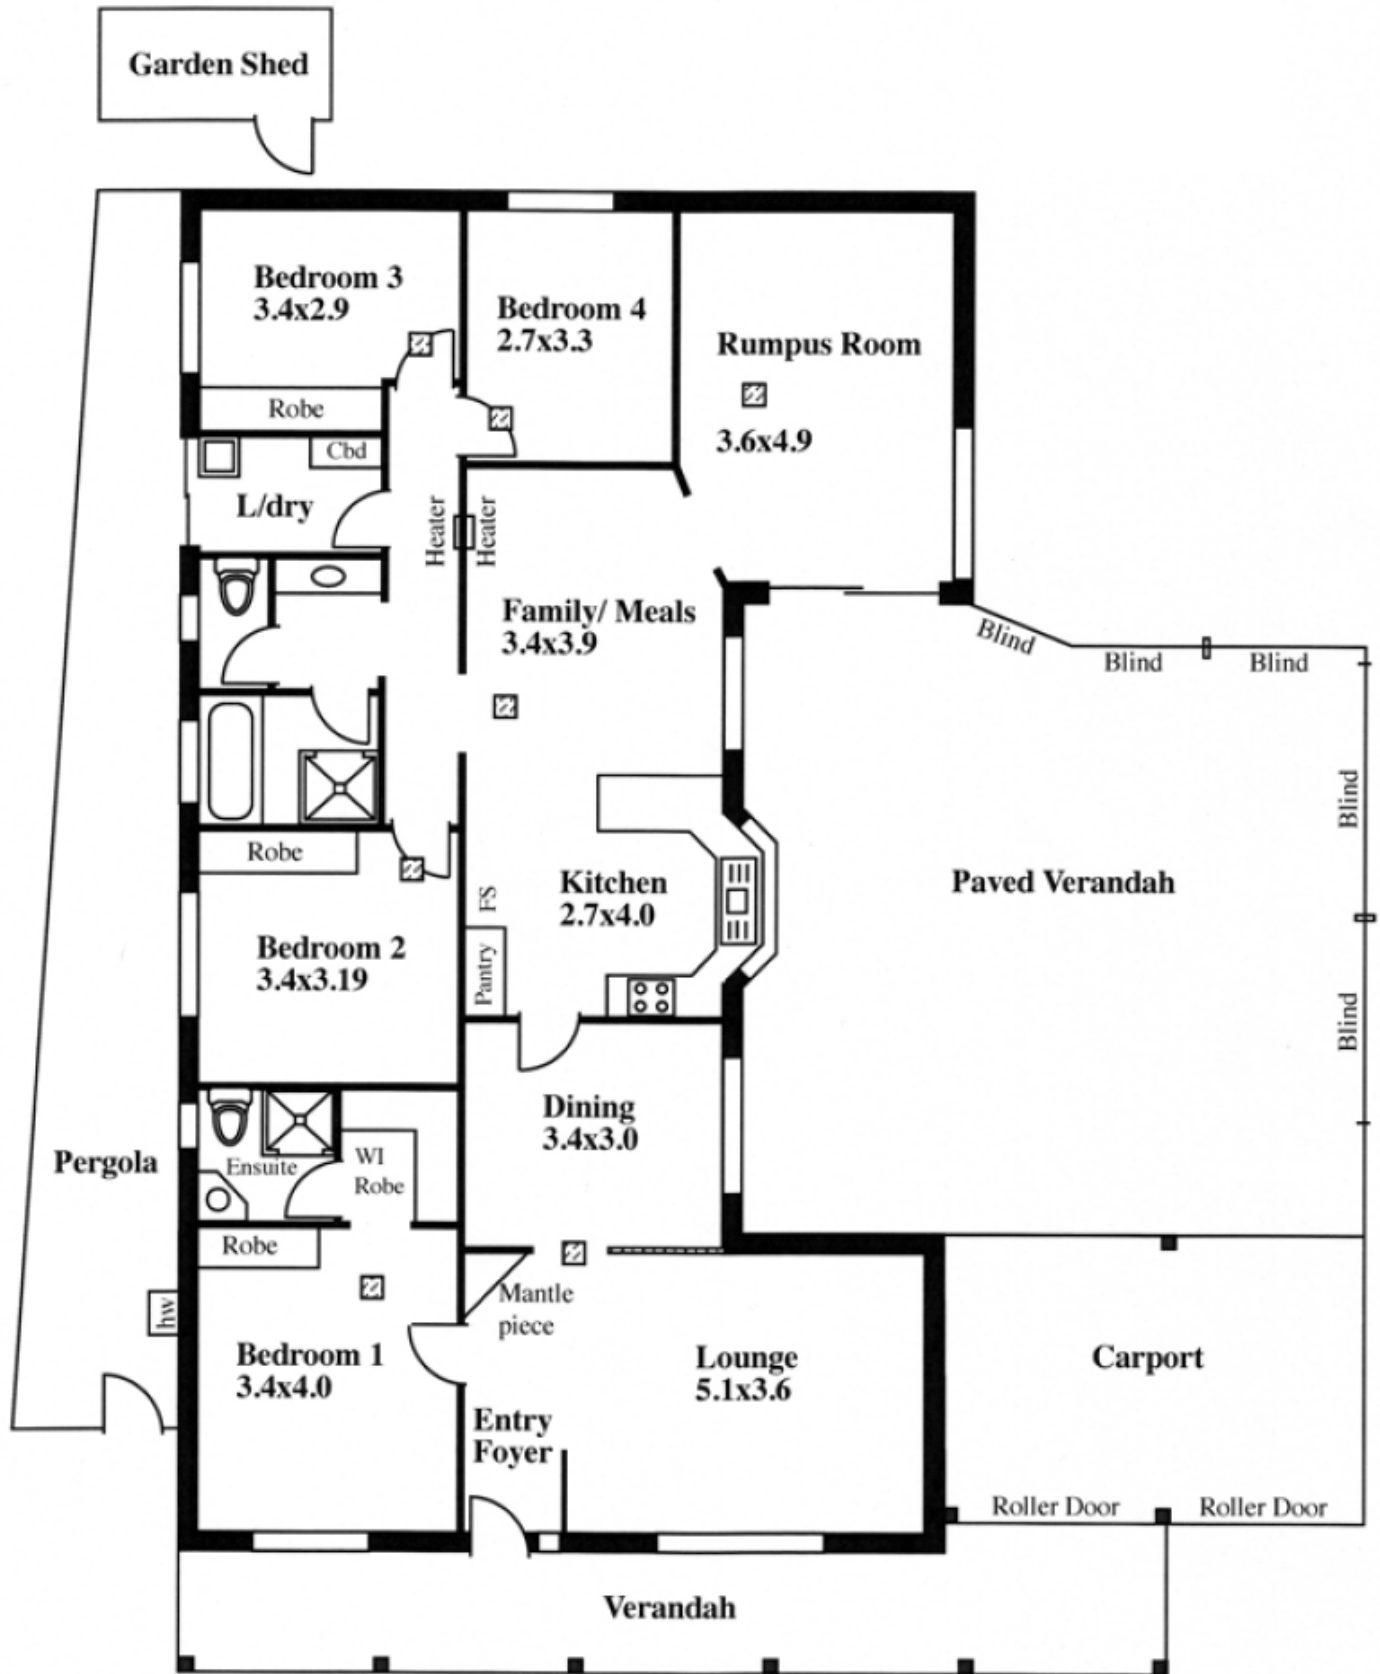 Garden Shed
Bedroom 3
3.4x2.9
Bedroom 4
2.7x3.3
Rumpus Room
3.6x4.9
Robe
Cbd
L/dry
Heater
Heater
Family/ Meals
3.4x3.9
Blind
Blind
Blind
Blind
Blind
Robe
Kitchen
2.7x4.0
FS
Pantry
Paved Verandah
Bedroom 2
3.4x3.19
Dining
3.4x3.0
Pergola
Ensuite
WI
Robe
Robe
hw
Mantle
piece
Bedroom 1
3.4x4.0
Lounge
5.1x3.6
Carport
Entry
Foyer
Roller Door
Roller Door
Verandah